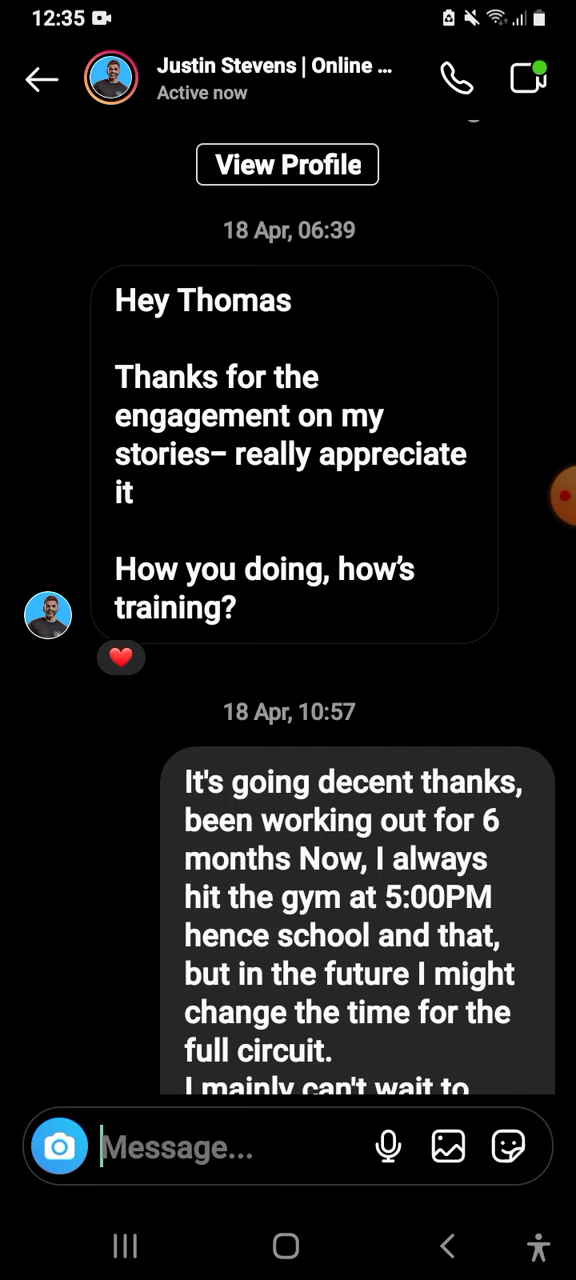 12:35
Justin Stevens | Online ...
Active now
View Profile
18 Apr, 06:39
Hey Thomas
Thanks for the
engagement on my
stories– really appreciate
it
How you doing, how’s
training?
18 Apr, 10:57
It's going decent thanks,
been working out for 6
months Now, I always
hit the gym at 5:00PM
hence school and that,
but in the future I might
change the time for the
full circuit.
I mainly can't wait to
Message...